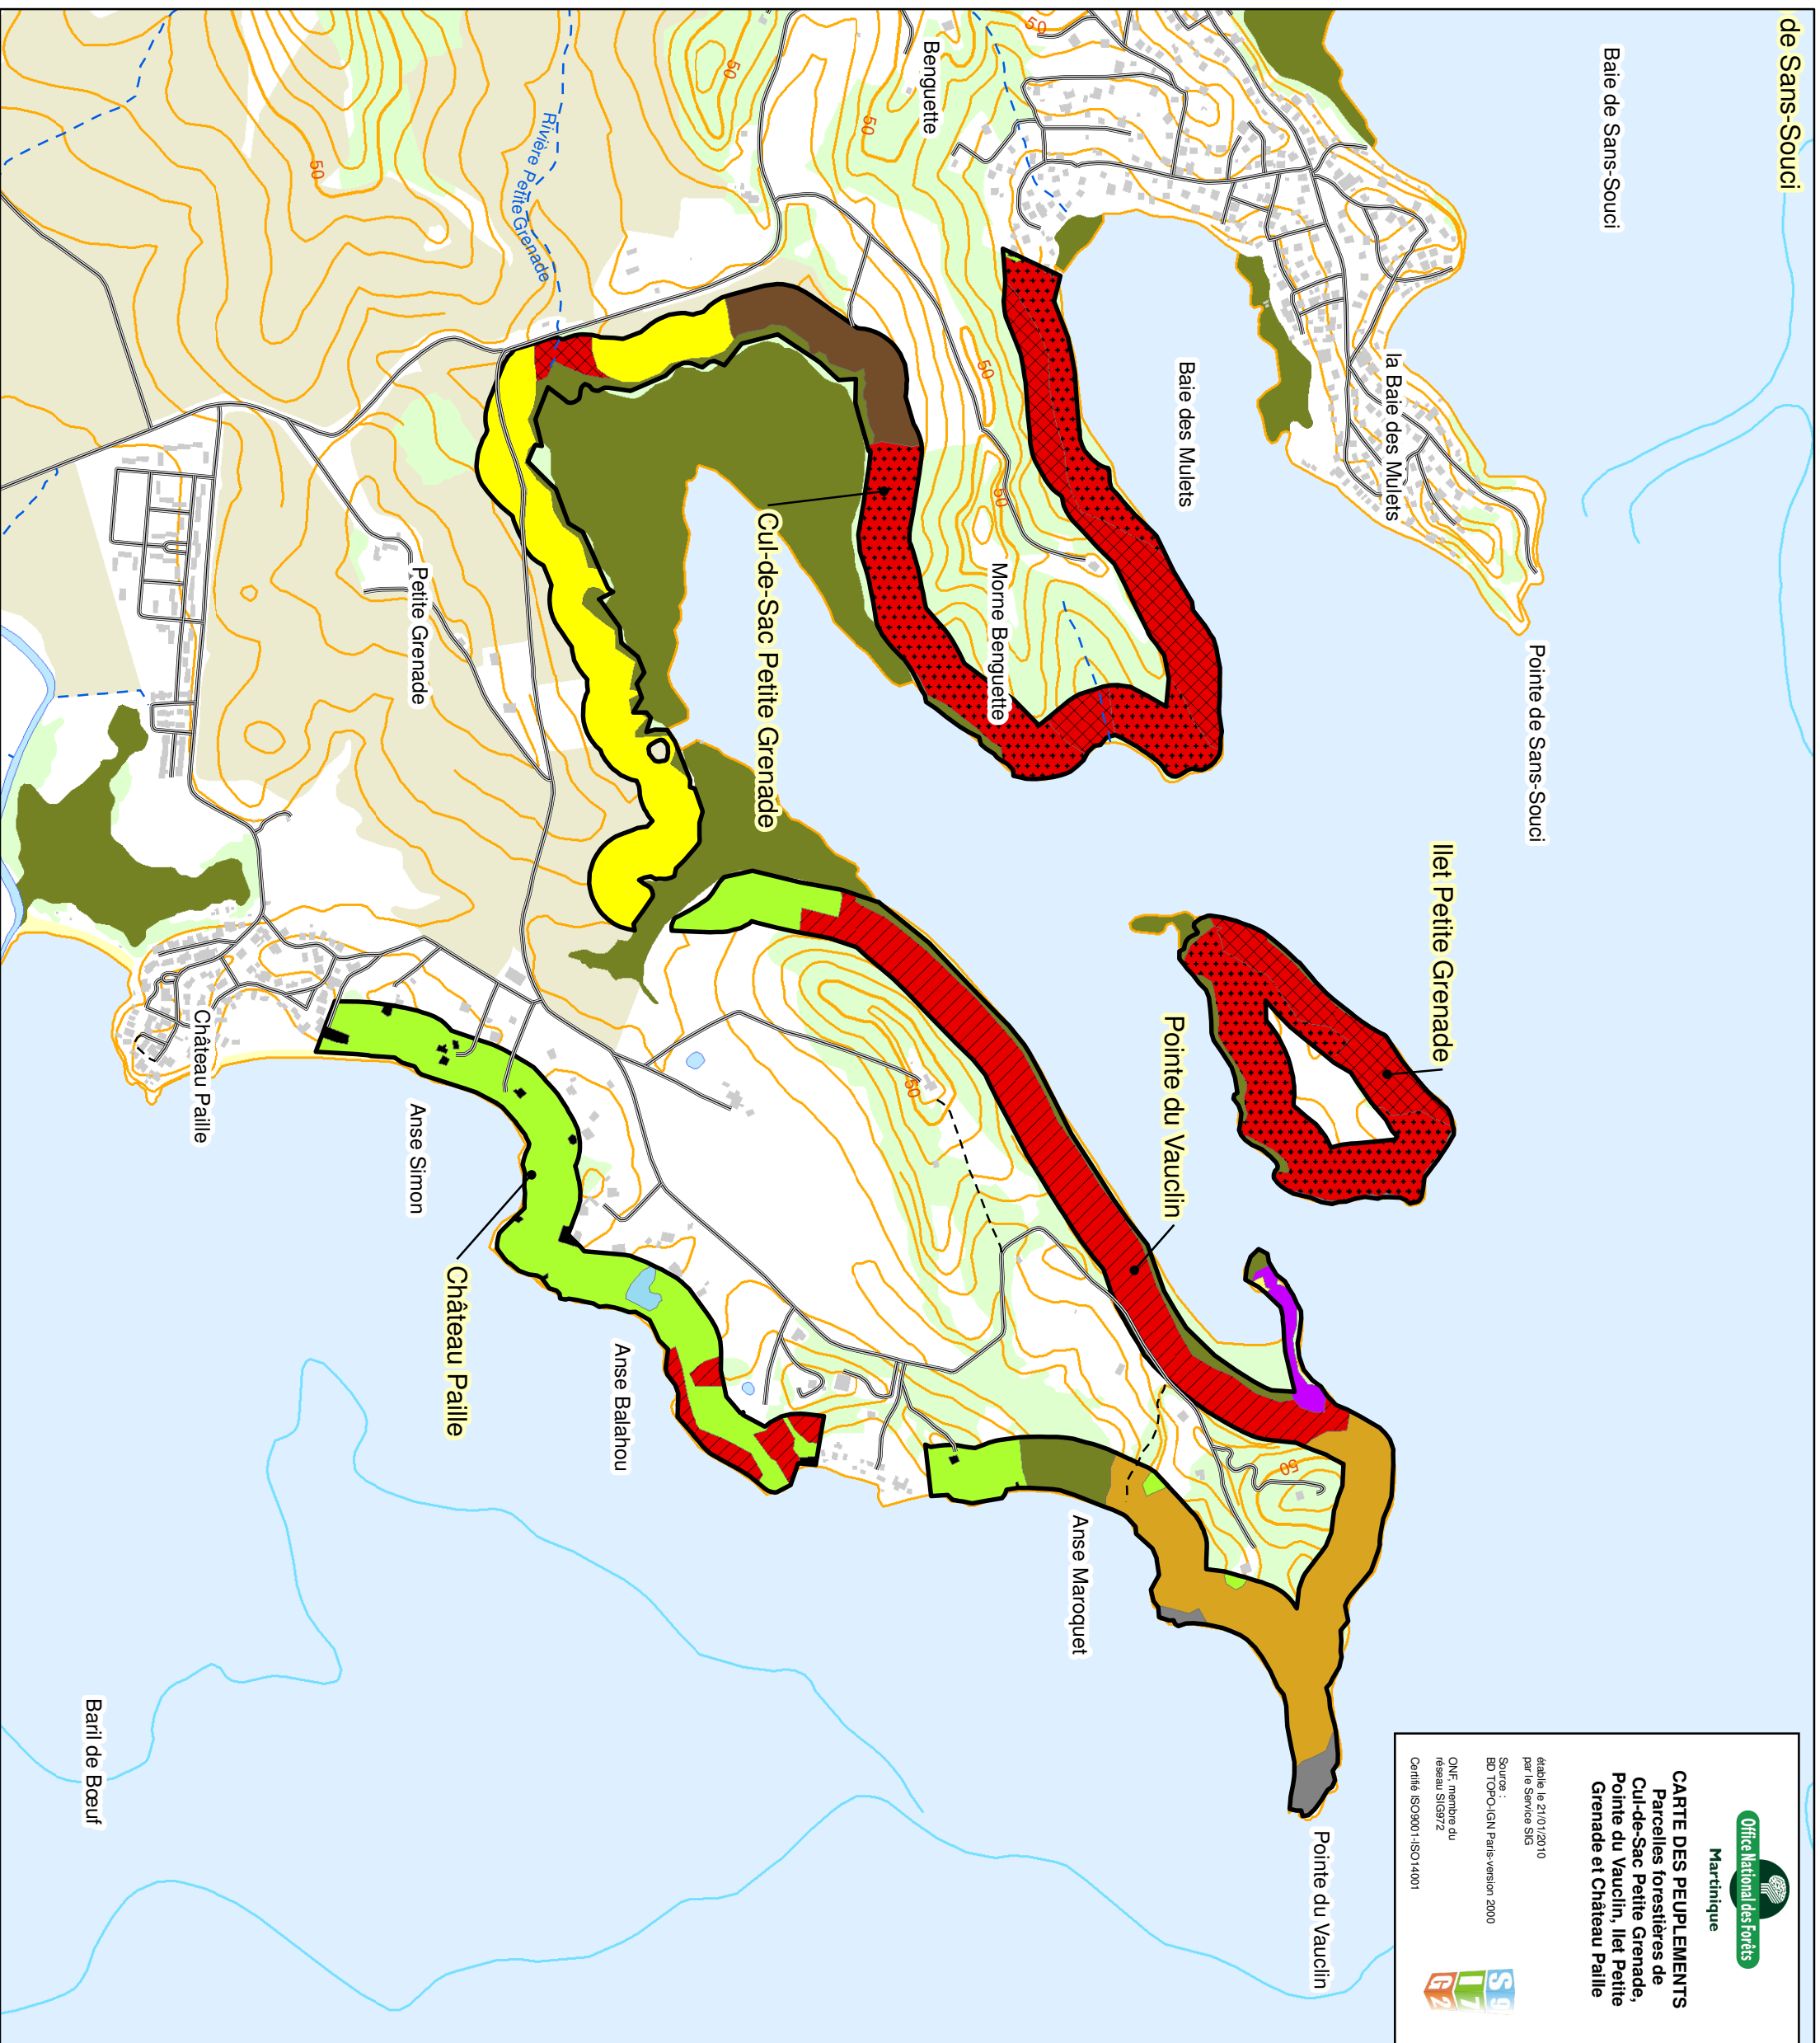 de Sans-Souci
Baie de Sans-Souci
la Baie des Mulets
Pointe de Sans-Souci
Baie des Mulets
Benguette
50
50
50
50
50
50
Morne Benguette
Rivière Petite Grenade
Cul-de-Sac Petite Grenade
Petite Grenade
Ilet Petite Grenade
Pointe du Vauclin
50
50
Château Paille
Anse Simon
Château Paille
Anse Balahou
Anse Maroquet
Pointe du Vauclin
Baril de Bœuf
Office National des Forêts
Martinique
CARTE DES PEUPLEMENTS
Parcelles forestières de
Cul-de-Sac Petite Grenade,
Pointe du Vauclin, Ilet Petite
Grenade et Château Paille
établie le 21/01/2010
par le Service SIG
Source :
BD TOPO-IGN Paris-version 2000
ONF, membre du
réseau SIG972
Certifié ISO9001-ISO14001
S 9
I 7
G 2